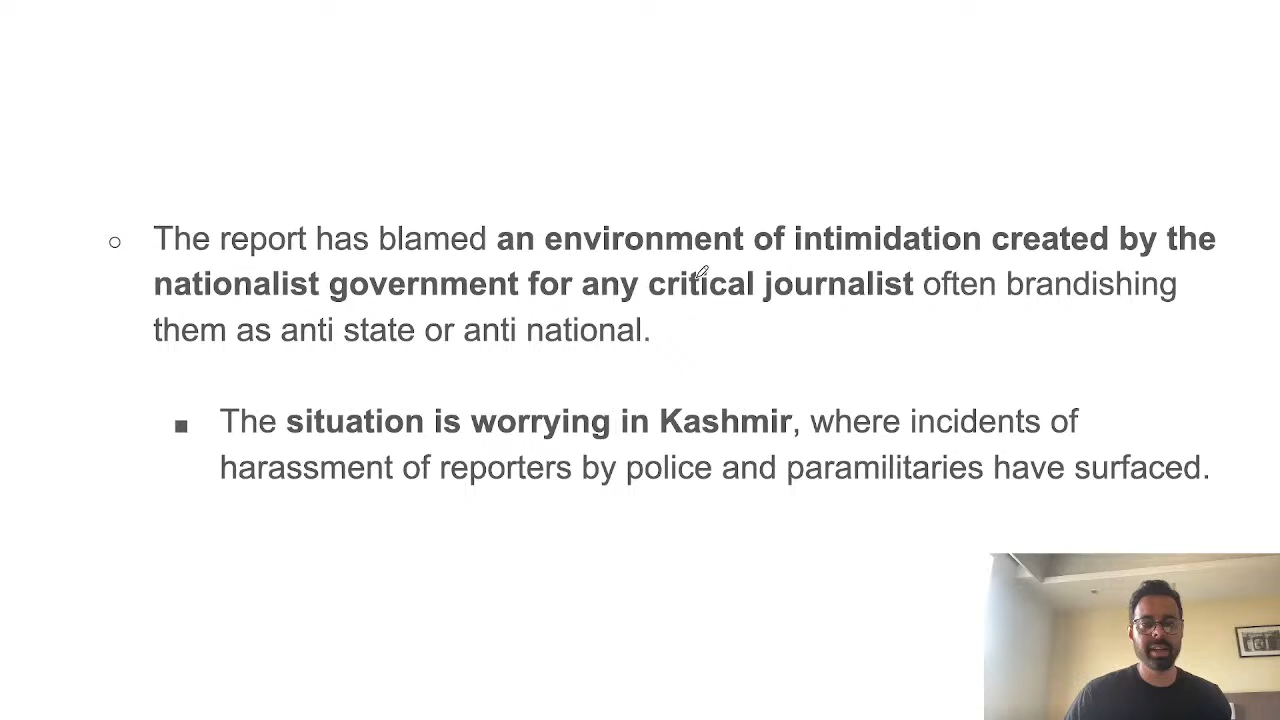 The report has blamed an environment of intimidation created by the
nationalist government for any critical journalist often brandishing
them as anti state or anti national.
The situation is worrying in Kashmir, where incidents of
harassment of reporters by police and paramilitaries have surfaced.